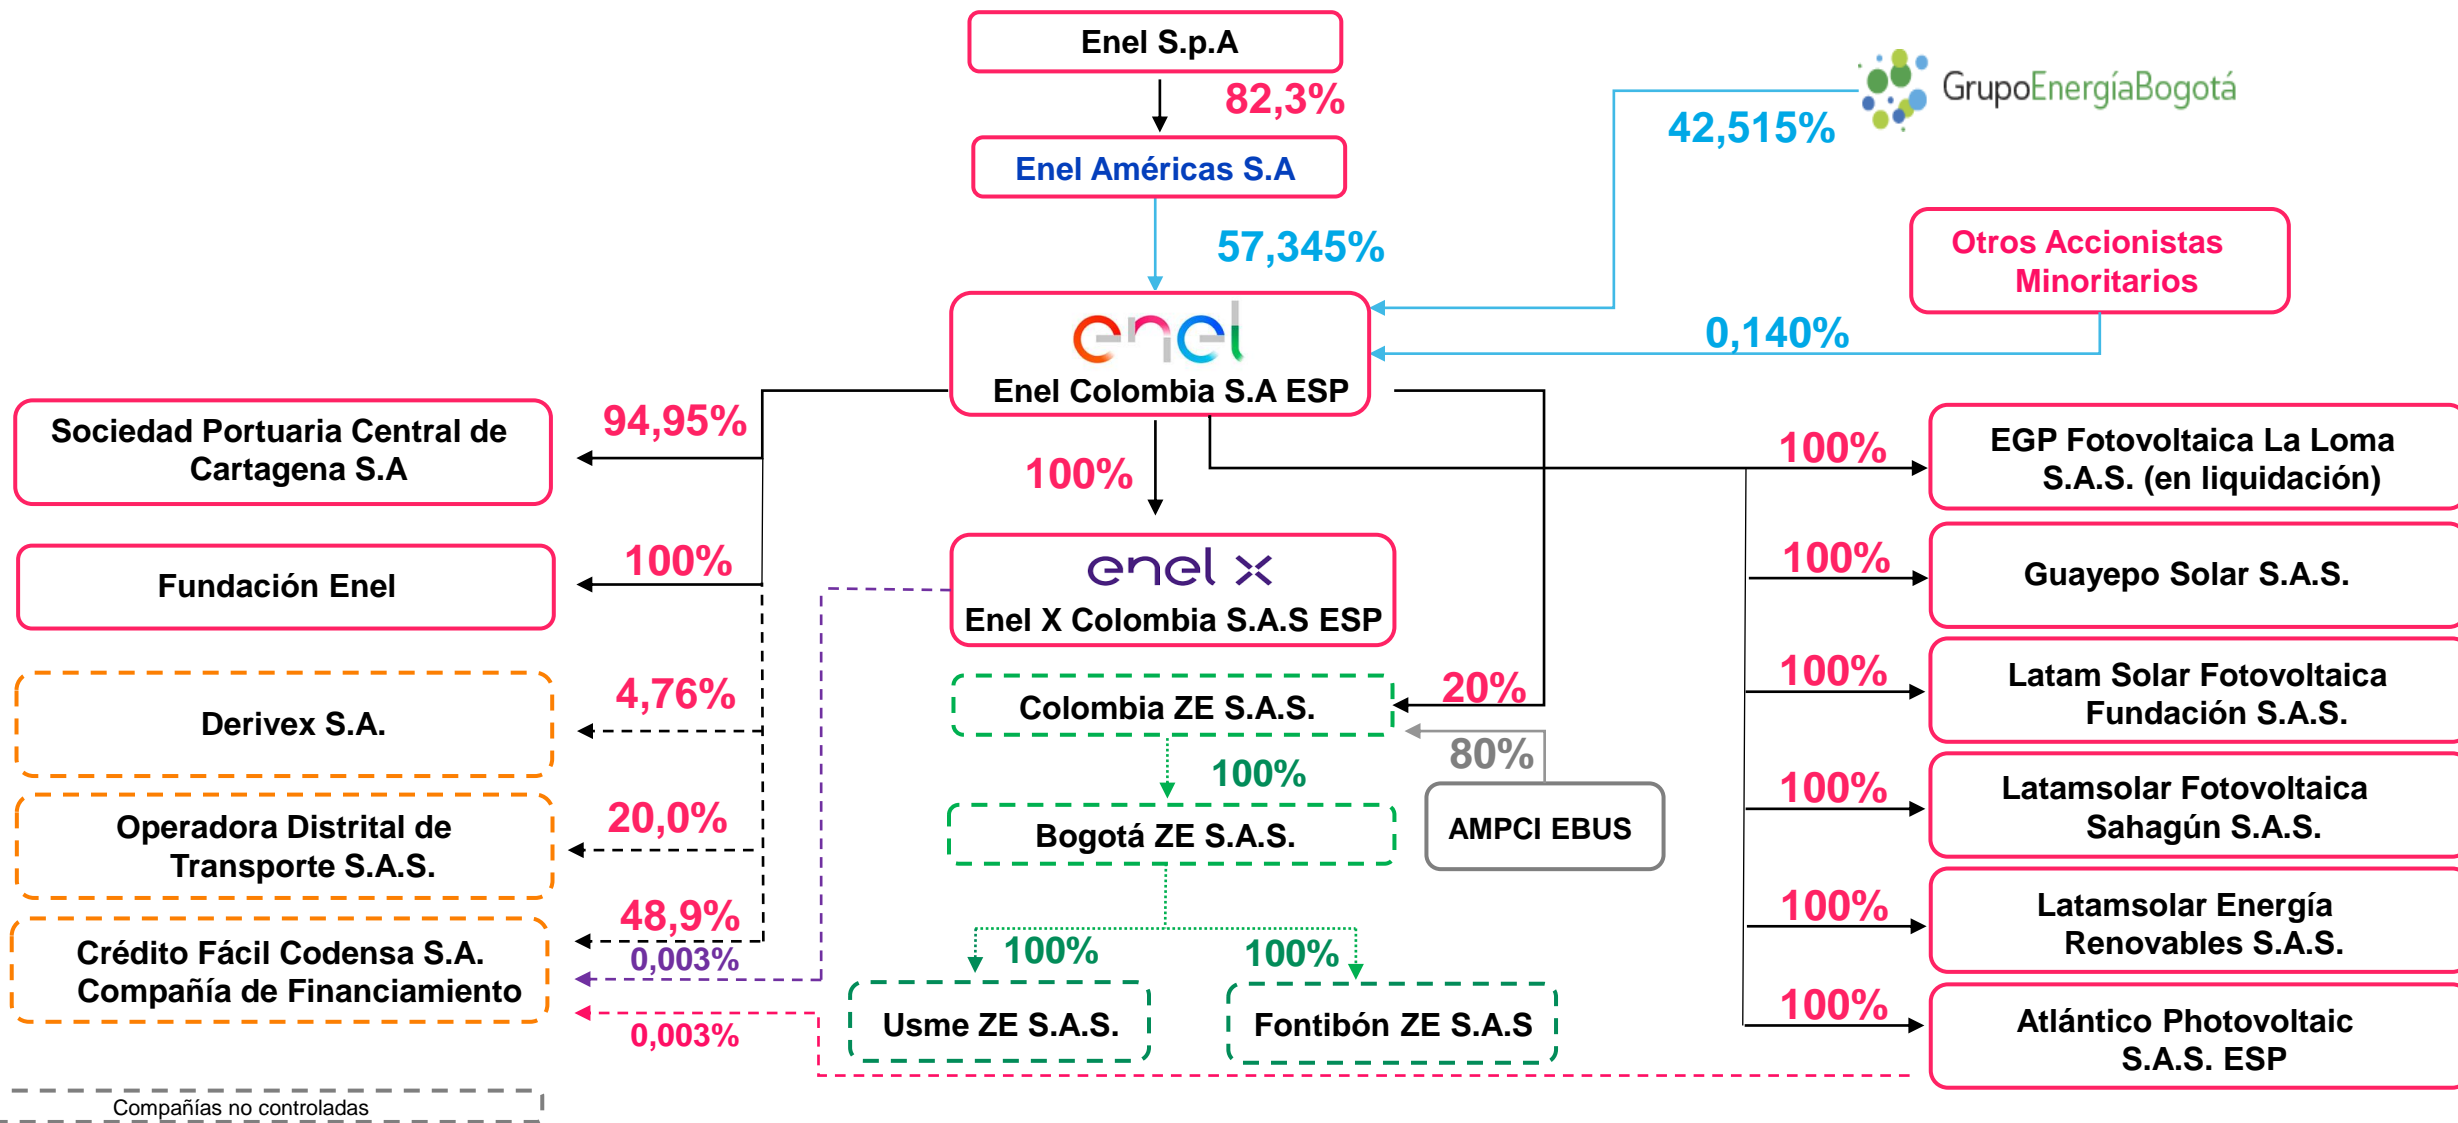 Enel S.p.A
82,3%
GrupoEnergíaBogotá
42,515%
Enel Américas S.A
57,345%
Otros Accionistas
Minoritarios
0,140%
enel
Enel Colombia S.A ESP
Sociedad Portuaria Central de
Cartagena S.A
94,95%
100%
100%
EGP Fotovoltaica La Loma
S.A.S. (en liquidación)
Fundación Enel
100%
enel x
Enel X Colombia S.A.S ESP
100%
Guayepo Solar S.A.S.
Derivex S.A.
4,76%
Colombia ZE S.A.S.
20%
80%
100%
Latam Solar Fotovoltaica
Fundación S.A.S.
100%
AMPCI EBUS
Operadora Distrital de
Transporte S.A.S.
20,0%
Bogotá ZE S.A.S.
100%
Latamsolar Fotovoltaica
Sahagún S.A.S.
Crédito Fácil Codensa S.A.
Compañía de Financiamiento
48,9%
0,003%
0,003%
100%
100%
100%
Latamsolar Energía
Renovables S.A.S.
Usme ZE S.A.S.
Fontibón ZE S.A.S
100%
Atlántico Photovoltaic
S.A.S. ESP
Compañías no controladas